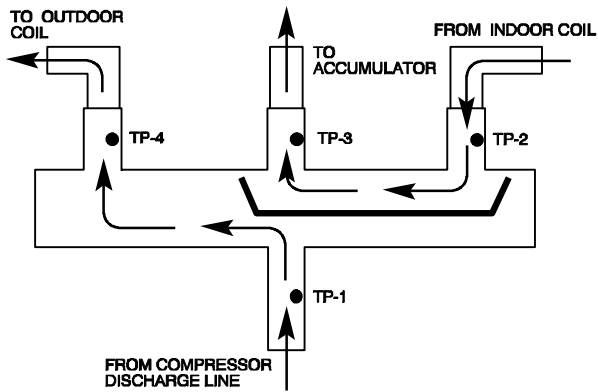 TO OUTDOOR
COIL
TO
ACCUMULATOR
FROM INDOOR COIL
TP-4
TP-3
TP-2
TP-1
FROM COMPRESSOR
DISCHARGE LINE